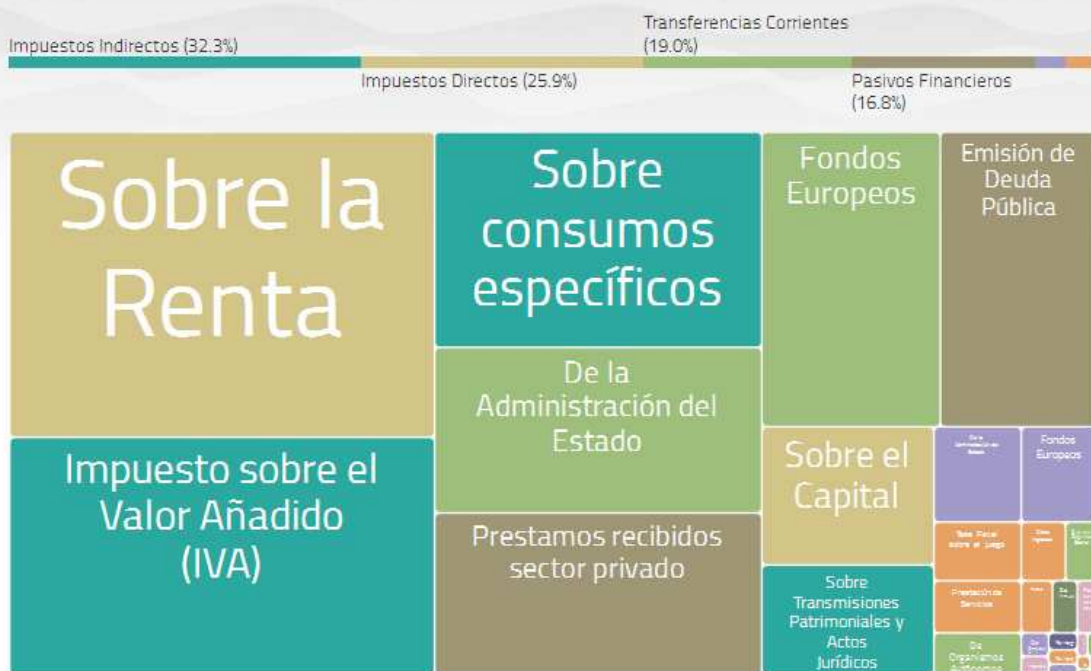 Transferencias Corrientes
Impuestos Indirectos (32.3%)
(19.0%)
Impuestos Directos (25.9%)
Pasivos Financieros
(16.8%)
Sobre la
Renta
Sobre
consumos
específicos
Fondos
Europeos
Emisión de
Deuda
Pública
De la
Administración del
Estado
Impuesto sobre el
Valor Añadido
(IVA)
Prestamos recibidos
sector privado
Sobre el
Capital
Fondos
Europeos
Tasa Fiscal
sobre el juego
Prestación de
Servicios
Sobre
Transmisiones
Patrimoniales y
Actos
Jurídicos
De
Organismos
Autónomos